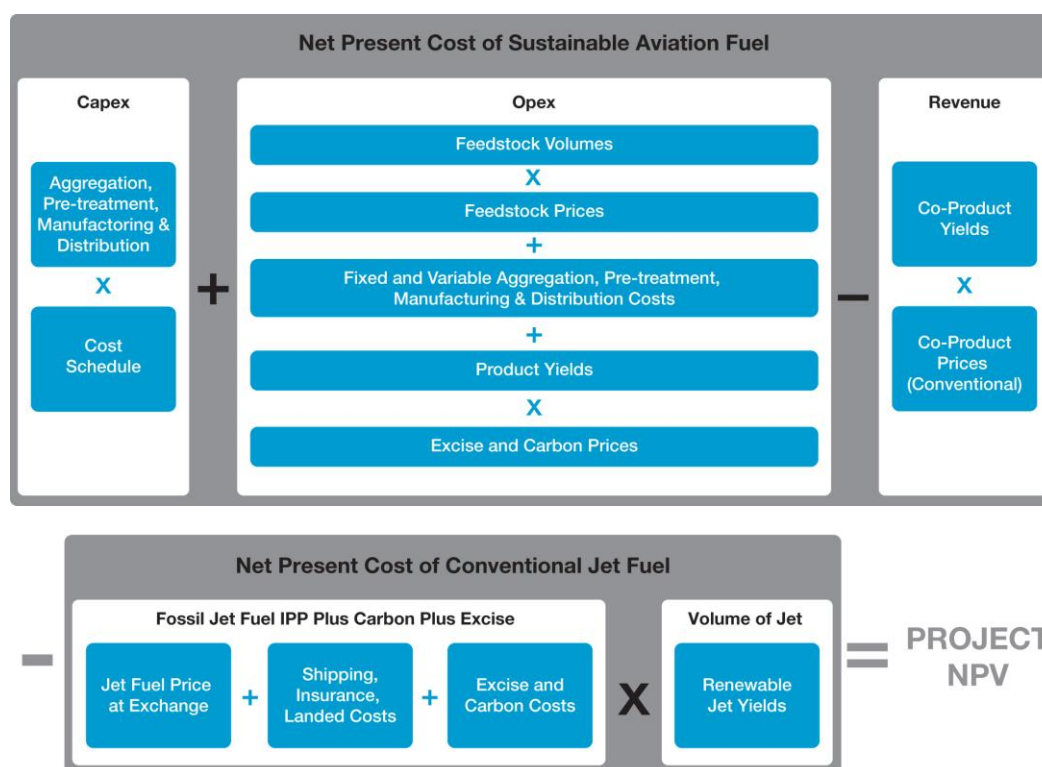 Net Present Cost of Sustainable Aviation Fuel
Capex
Aggregation,
Pre-treatment,
Manufactoring &
Distribution
X
Cost
Schedule
+
Opex
Feedstock Volumes
X
Feedstock Prices
+
Fixed and Variable Aggregation, Pre-treatment,
Manufacturing & Distribution Costs
+
Product Yields
X
Excise and Carbon Prices
–
Revenue
Co-Product
Yields
X
Co-Product
Prices
(Conventional)
–
Net Present Cost of Conventional Jet Fuel
Fossil Jet Fuel IPP Plus Carbon Plus Excise
Jet Fuel Price
at Exchange
+
Shipping,
Insurance,
Landed Costs
+
Excise and
Carbon Costs
X
Volume of Jet
Renewable
Jet Yields
=
PROJECT
NPV